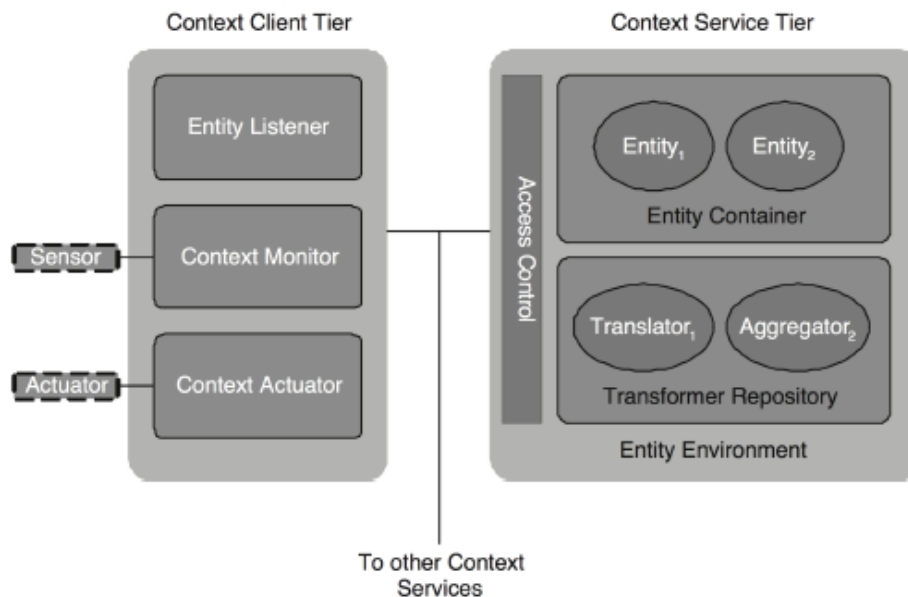 Context Client Tier
Context Service Tier
Entity Listener
Sensor
Context Monitor
Actuator
Context Actuator
Access Control
Entity₁
Entity₂
Entity Container
Translator₁
Aggregator₂
Transformer Repository
Entity Environment
To other Context
Services